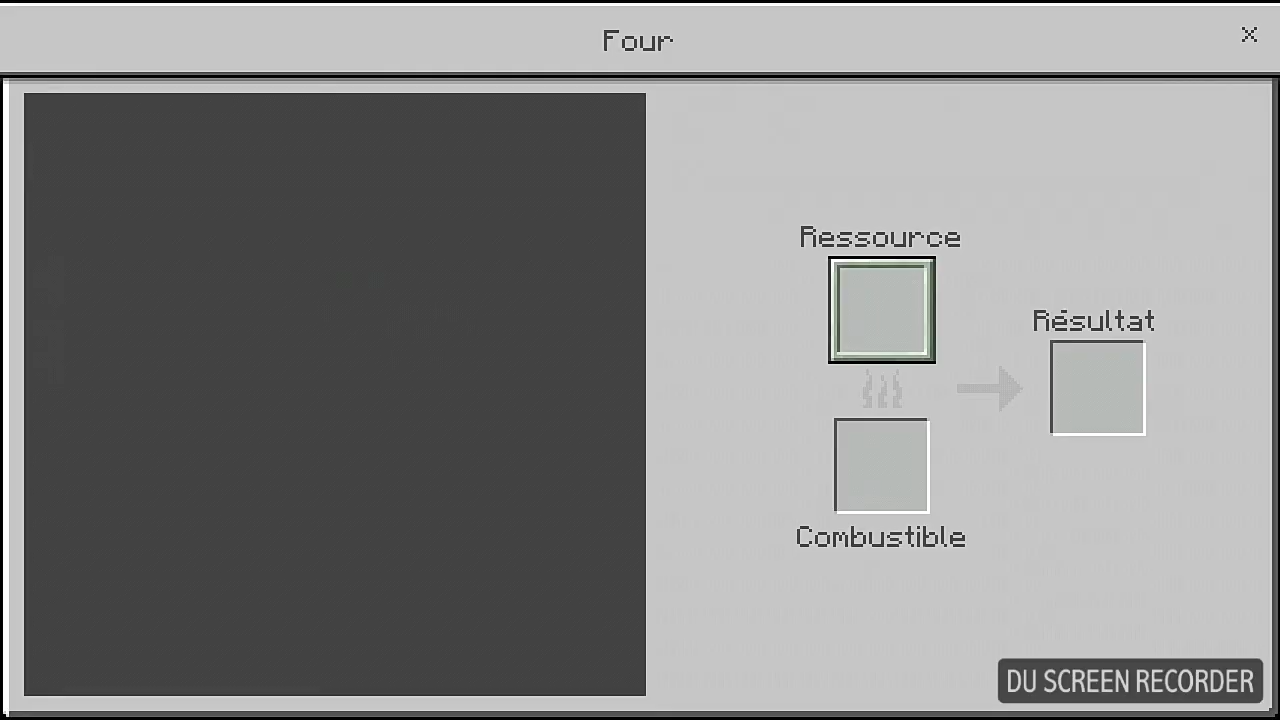 Four
Ressource
Résultat
Combustible
DU SCREEN RECORDER